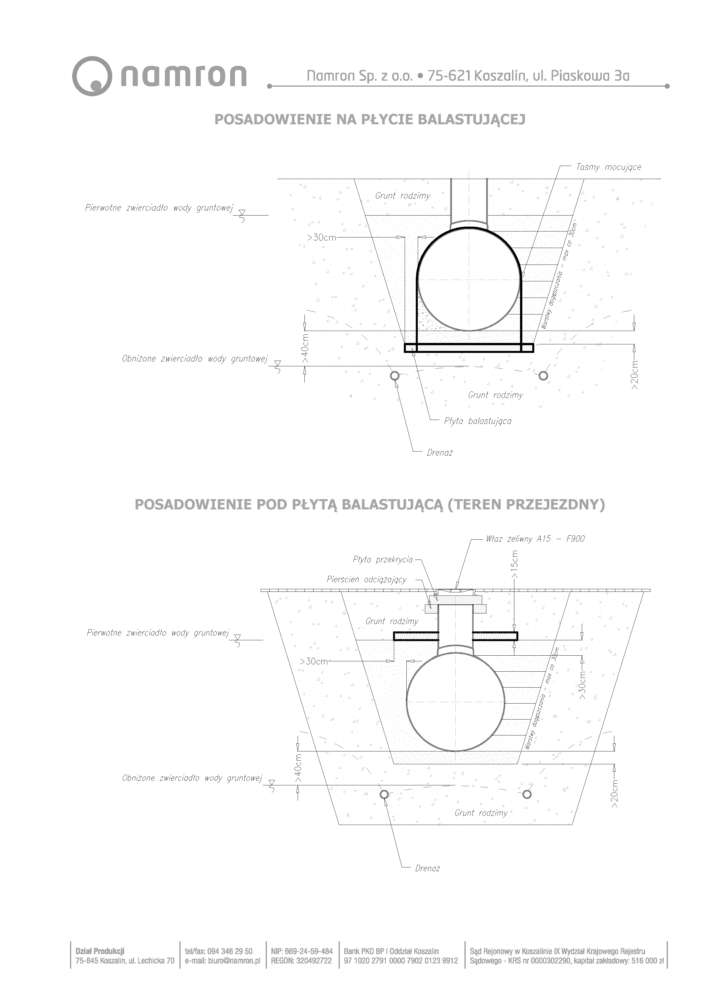 namron
Namron Sp. z o.o. • 75-621 Koszalin, ul. Piaskowa 3a
POSADOWIENIE NA PŁYCIE BALASTUJĄCEJ
Taśmy mocujące
Grunt rodzimy
Pierwotne zwierciadło wody gruntowej
>30cm
Warstwy dogęszczania - max co 30cm
>40cm
Obniżone zwierciadło wody gruntowej
>20cm
Grunt rodzimy
Płyta balastująca
Drenaż
POSADOWIENIE POD PŁYTĄ BALASTUJĄCĄ (TEREN PRZEJEZDNY)
Właz żeliwny A15 – F900
Płyta przekrycia
>15cm
Pierścień odciążający
Grunt rodzimy
Pierwotne zwierciadło wody gruntowej
>30cm
Warstwy dogęszczania - max co 30cm
>30cm
>40cm
Obniżone zwierciadło wody gruntowej
>20cm
Grunt rodzimy
Drenaż
Dział Produkcji
75-845 Koszalin, ul. Lechicka 70
tel/fax: 094 346 29 50
e-mail: biuro@namron.pl
NIP: 669-24-59-484
REGON: 320492722
Bank PKO BP I Oddział Koszalin
97 1020 2791 0000 7902 0123 9912
Sąd Rejonowy w Koszalinie IX Wydział Krajowego Rejestru
Sądowego - KRS nr 0000302290, kapitał zakładowy: 516 000 zł